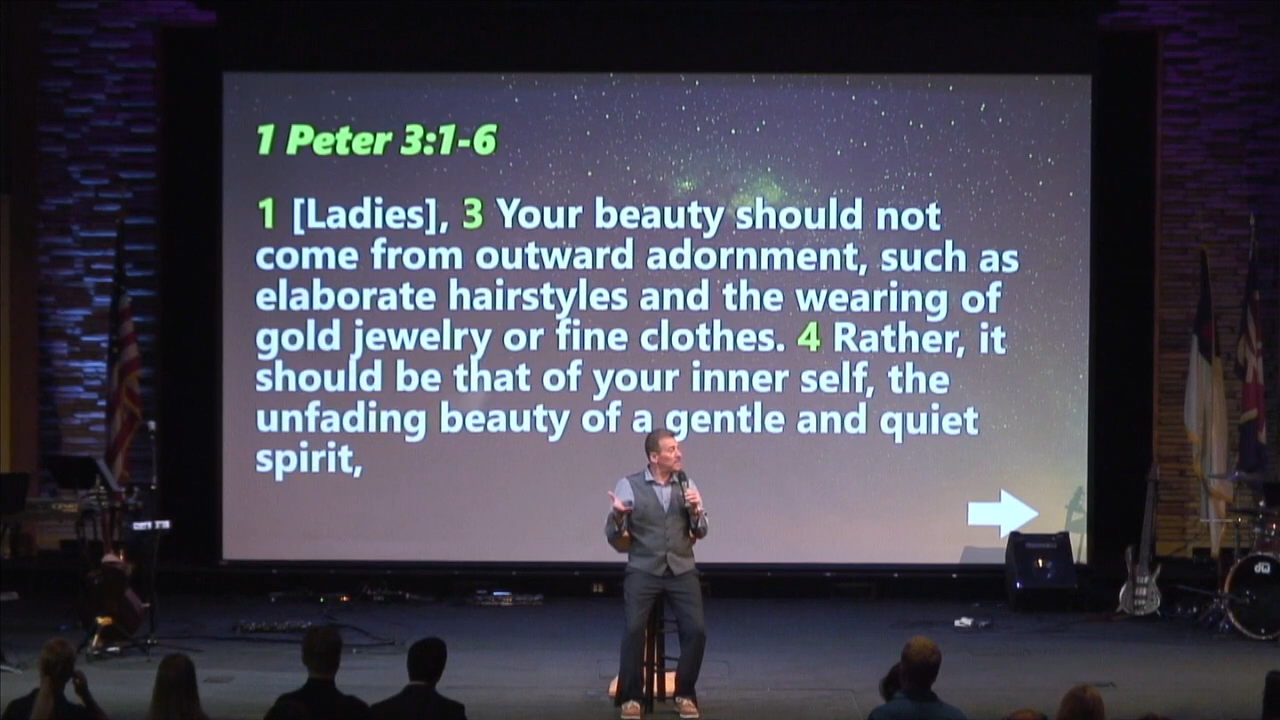 1 Peter 3:1-6
1 [Ladies], 3 Your beauty should not
come from outward adornment, such as
elaborate hairstyles and the wearing of
gold jewelry or fine clothes. 4 Rather, it
should be that of your inner self, the
unfading beauty of a gentle and quiet
spirit,
dw